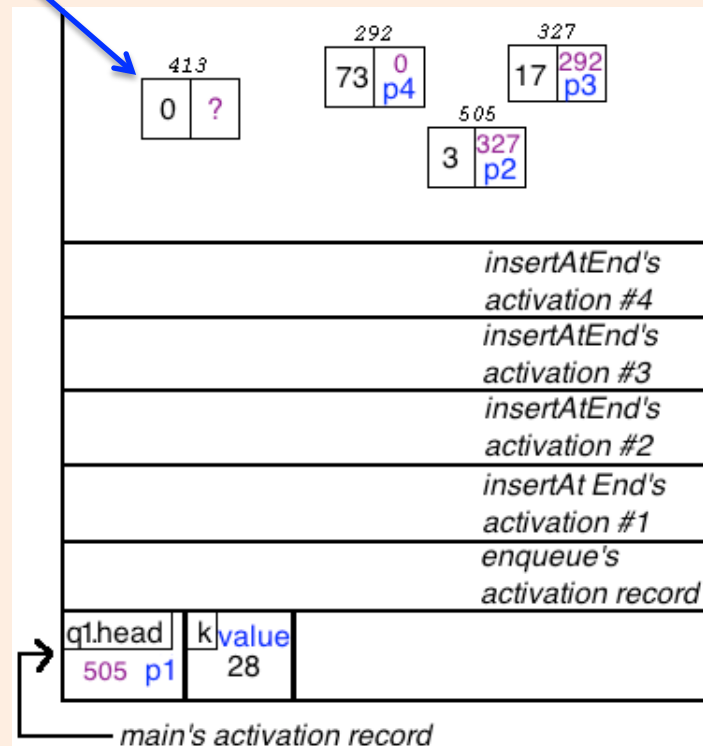 292
327
413
73 0 p4
17 292 p3
0 ?
505
3 327 p2
insertAtEnd's
activation #4
insertAtEnd's
activation #3
insertAtEnd's
activation #2
insertAt End's
activation #1
enqueue's
activation record
q1.head k value
505 p1 28
main's activation record